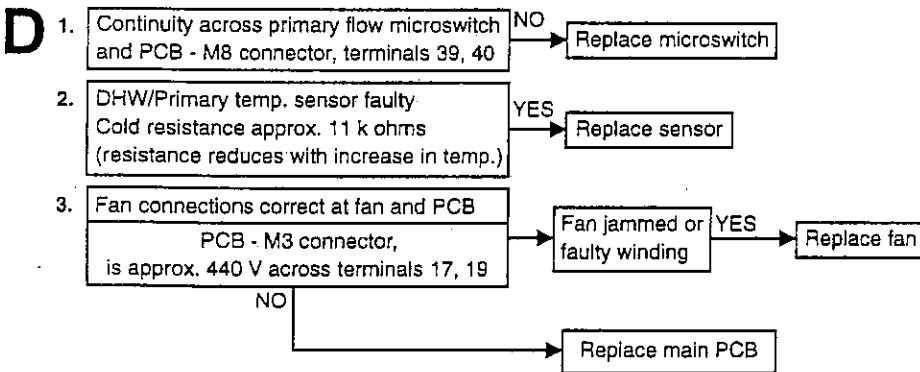 D
1. Continuity across primary flow microswitch
and PCB - M8 connector, terminals 39, 40
NO
Replace microswitch
2. DHW/Primary temp. sensor faulty
Cold resistance approx. 11 k ohms
(resistance reduces with increase in temp.)
YES
Replace sensor
3. Fan connections correct at fan and PCB
PCB - M3 connector,
is approx. 440 V across terminals 17, 19
Fan jammed or
faulty winding
YES
Replace fan
NO
Replace main PCB